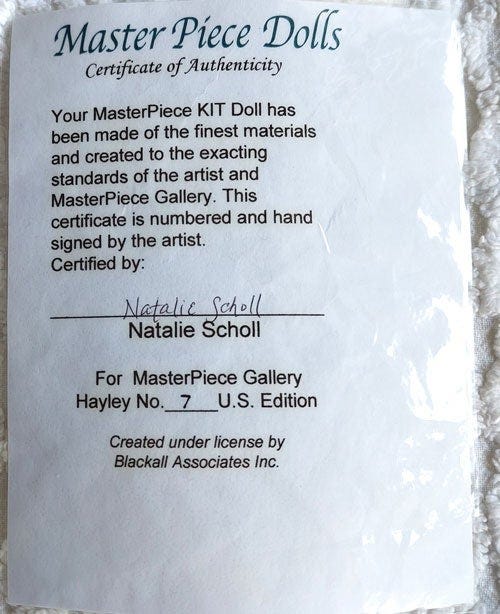 Master Piece Dolls
Certificate of Authenticity
Your MasterPiece KIT Doll has
been made of the finest materials
and created to the exacting
standards of the artist and
MasterPiece Gallery. This
certificate is numbered and hand
signed by the artist.
Certified by:
Natalie Scholl
Natalie Scholl
For MasterPiece Gallery
Hayley No. 7 U.S. Edition
Created under license by
Blackall Associates Inc.